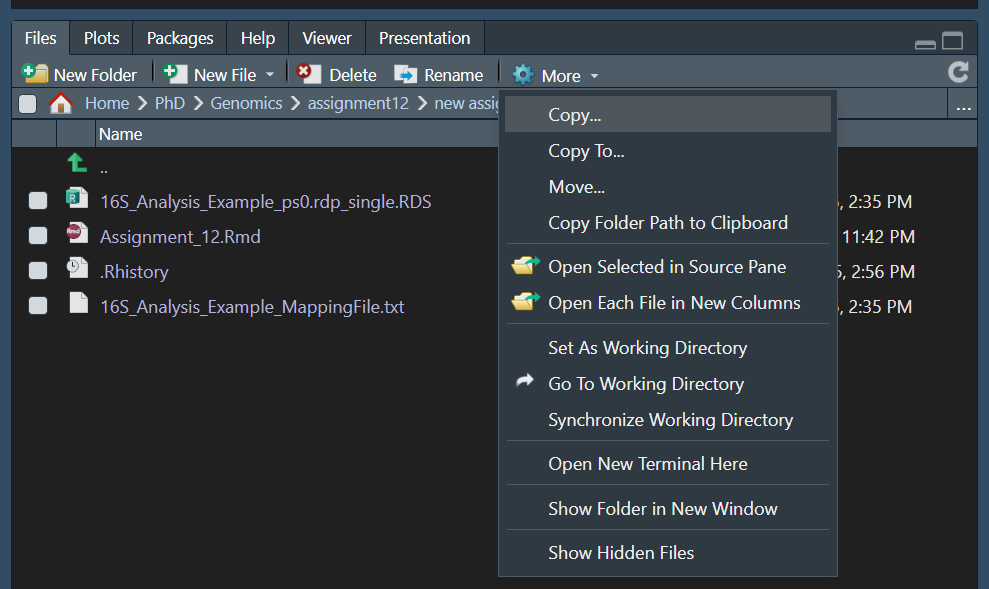 Files Plots Packages Help Viewer Presentation
New Folder New File Delete Rename More
Home PhD Genomics assignment12 new ...
Name
..
16S_Analysis_Example_ps0.rdp_single.RDS , 2:35 PM
Assignment_12.Rmd 11:42 PM
.Rhistory , 2:56 PM
16S_Analysis_Example_MappingFile.txt , 2:35 PM
Copy...
Copy To...
Move...
Copy Folder Path to Clipboard
Open Selected in Source Pane
Open Each File in New Columns
Set As Working Directory
Go To Working Directory
Synchronize Working Directory
Open New Terminal Here
Show Folder in New Window
Show Hidden Files